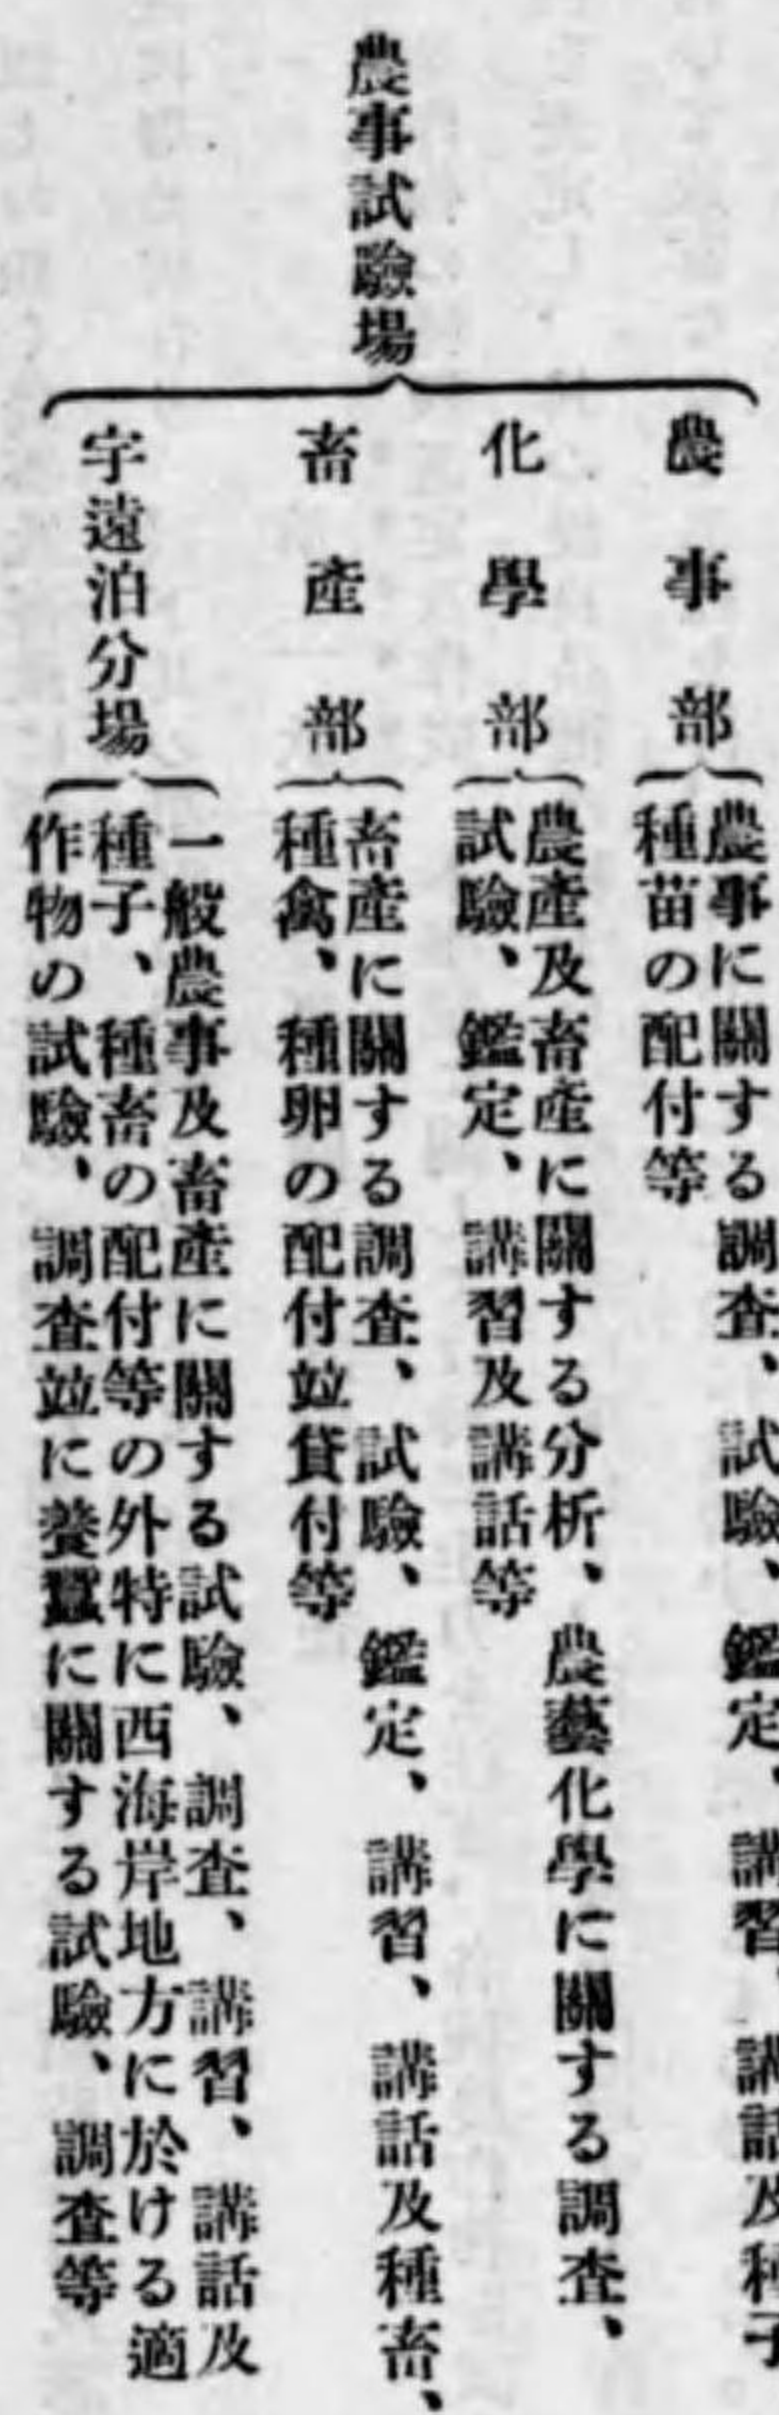 農事試驗場
農事部
農事に關する調査、試驗、鑑定、講習、講話及種子
種苗の配付等
化學部
農產及畜產に關する分析、農藝化學に關する調査、
試驗、鑑定、講習及講話等
畜產部
畜產に關する調査、試驗、鑑定、講習、講話及種畜、
種禽、種卵の配付竝貸付等
宇遠泊分場
一般農事及畜產に關する試驗、調査、講習、講話及
種子、種畜の配付等の外特に西海岸地方に於ける適
作物の試驗、調査竝に養蠶に關する試驗、調査等